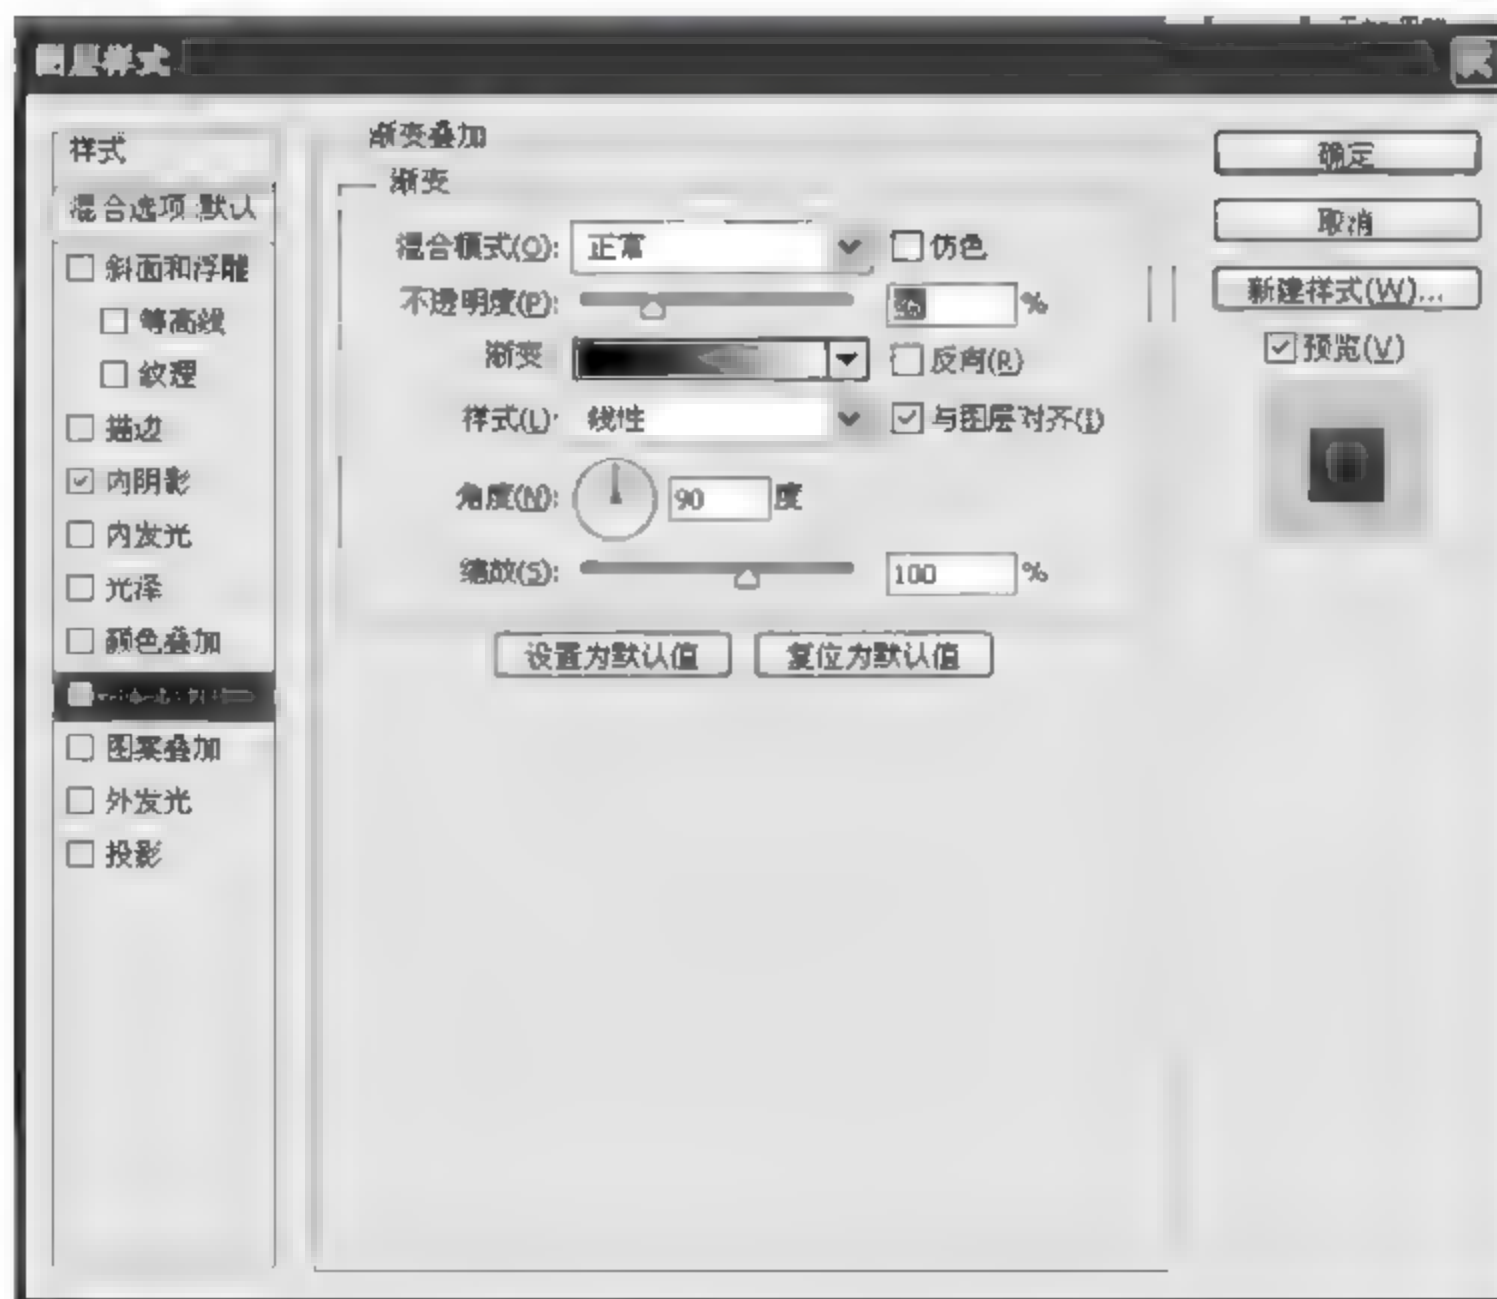 图层样式
样式
混合选项:默认
斜面和浮雕
等高线
纹理
描边
内阴影
内发光
光泽
颜色叠加
图案叠加
外发光
投影
渐变叠加
渐变
混合模式(O): 正常 仿色
不透明度(P): %
渐变 反向(R)
样式(L): 线性 与图层对齐(I)
角度(N): 90 度
缩放(S): 100 %
设置为默认值 复位为默认值
确定
取消
新建样式(W)...
预览(V)